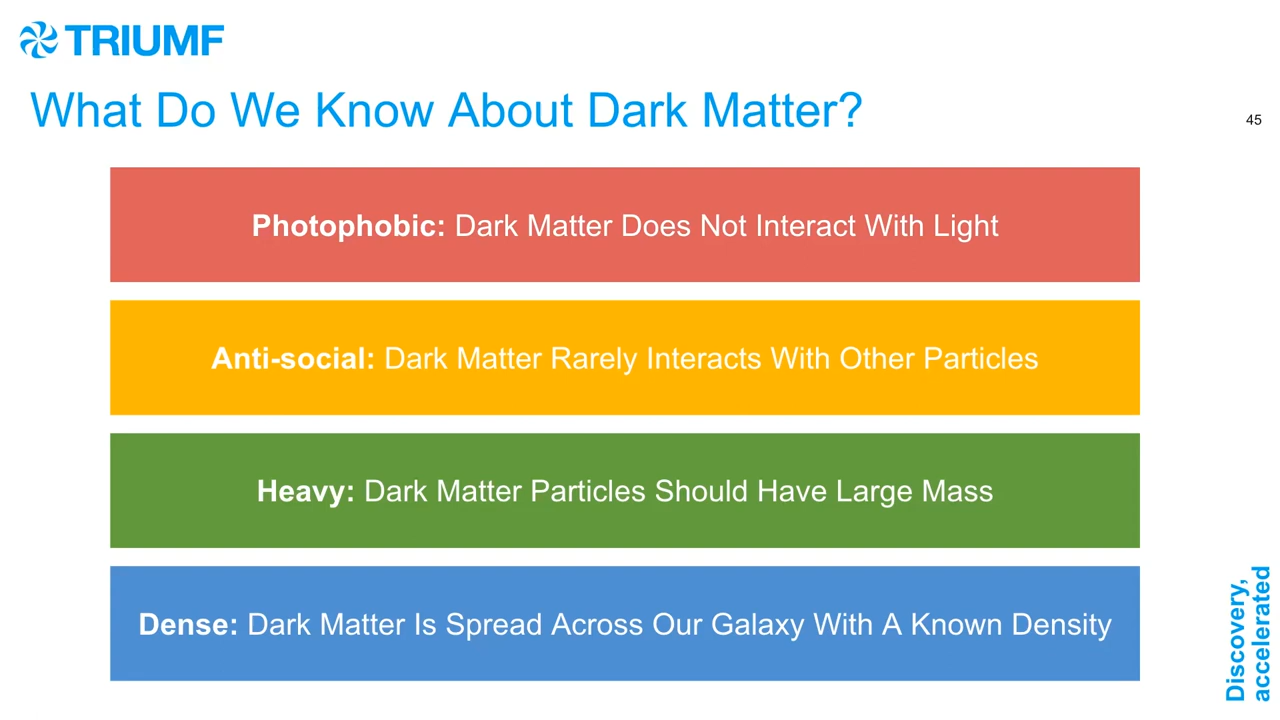 TRIUMF
What Do We Know About Dark Matter?
45
Photophobic: Dark Matter Does Not Interact With Light
Anti-social: Dark Matter Rarely Interacts With Other Particles
Heavy: Dark Matter Particles Should Have Large Mass
Dense: Dark Matter Is Spread Across Our Galaxy With A Known Density
Discovery,
accelerated